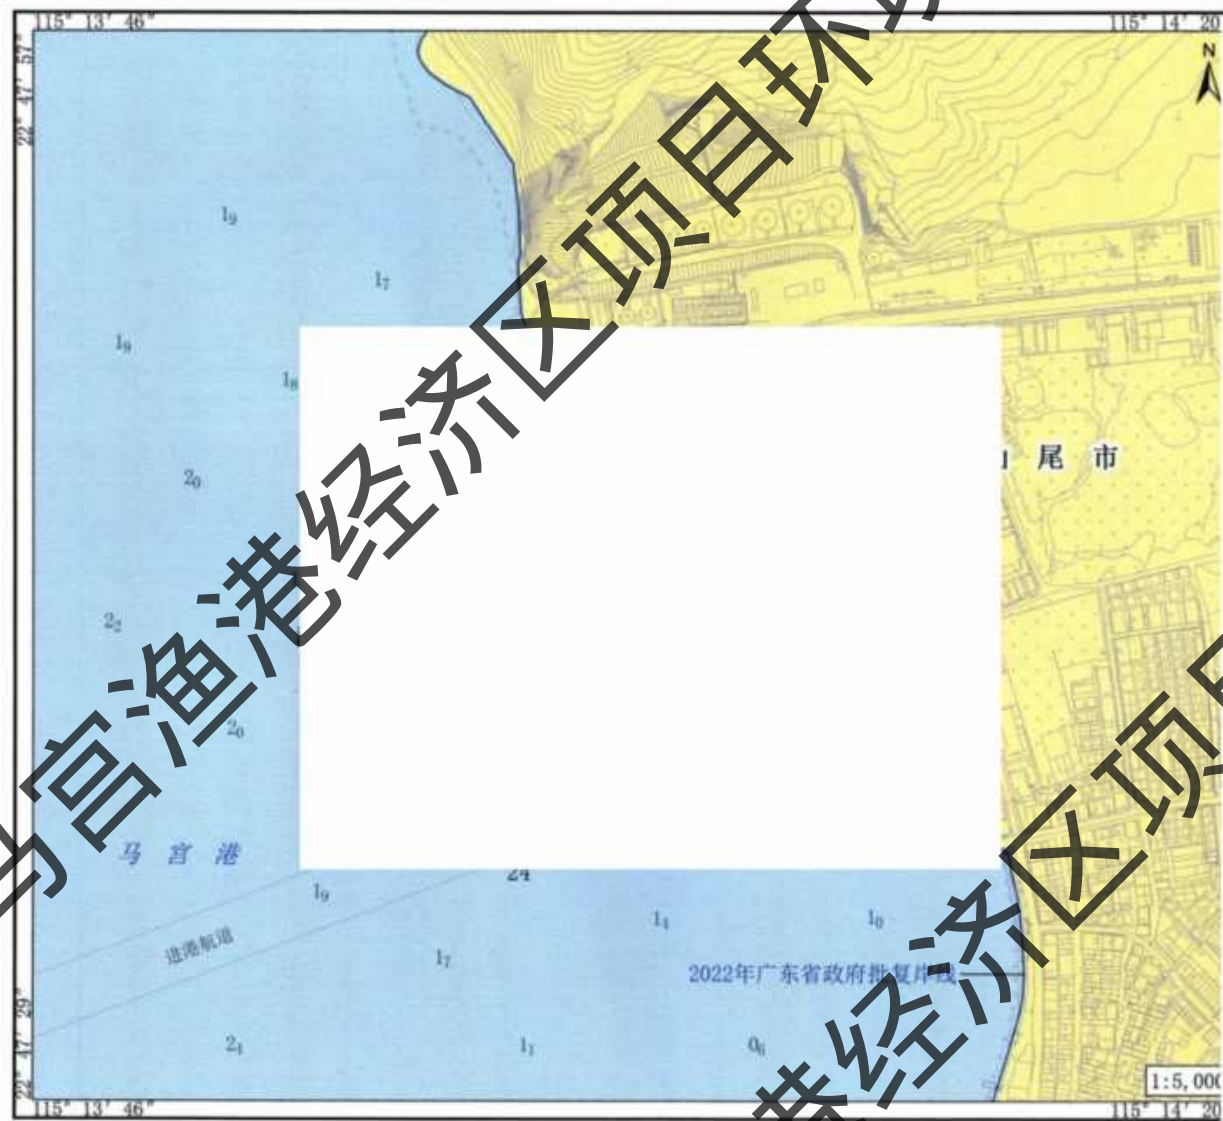 115° 13′ 46″
115° 14′ 20
N
22° 47′ 57″
1₉
1₇
1₉
1₈
尾 市
2₀
2₂
2₀
马 宫 港
24
1₉
1₄
1₀
进港航道
1₇
2022年广东省政府批复岸线
2₁
1₁
0₆
22° 47′ 29″
1:5,000
115° 13′ 46″
115° 14′ 20
马宫渔港经济区项目环
港经济区项目